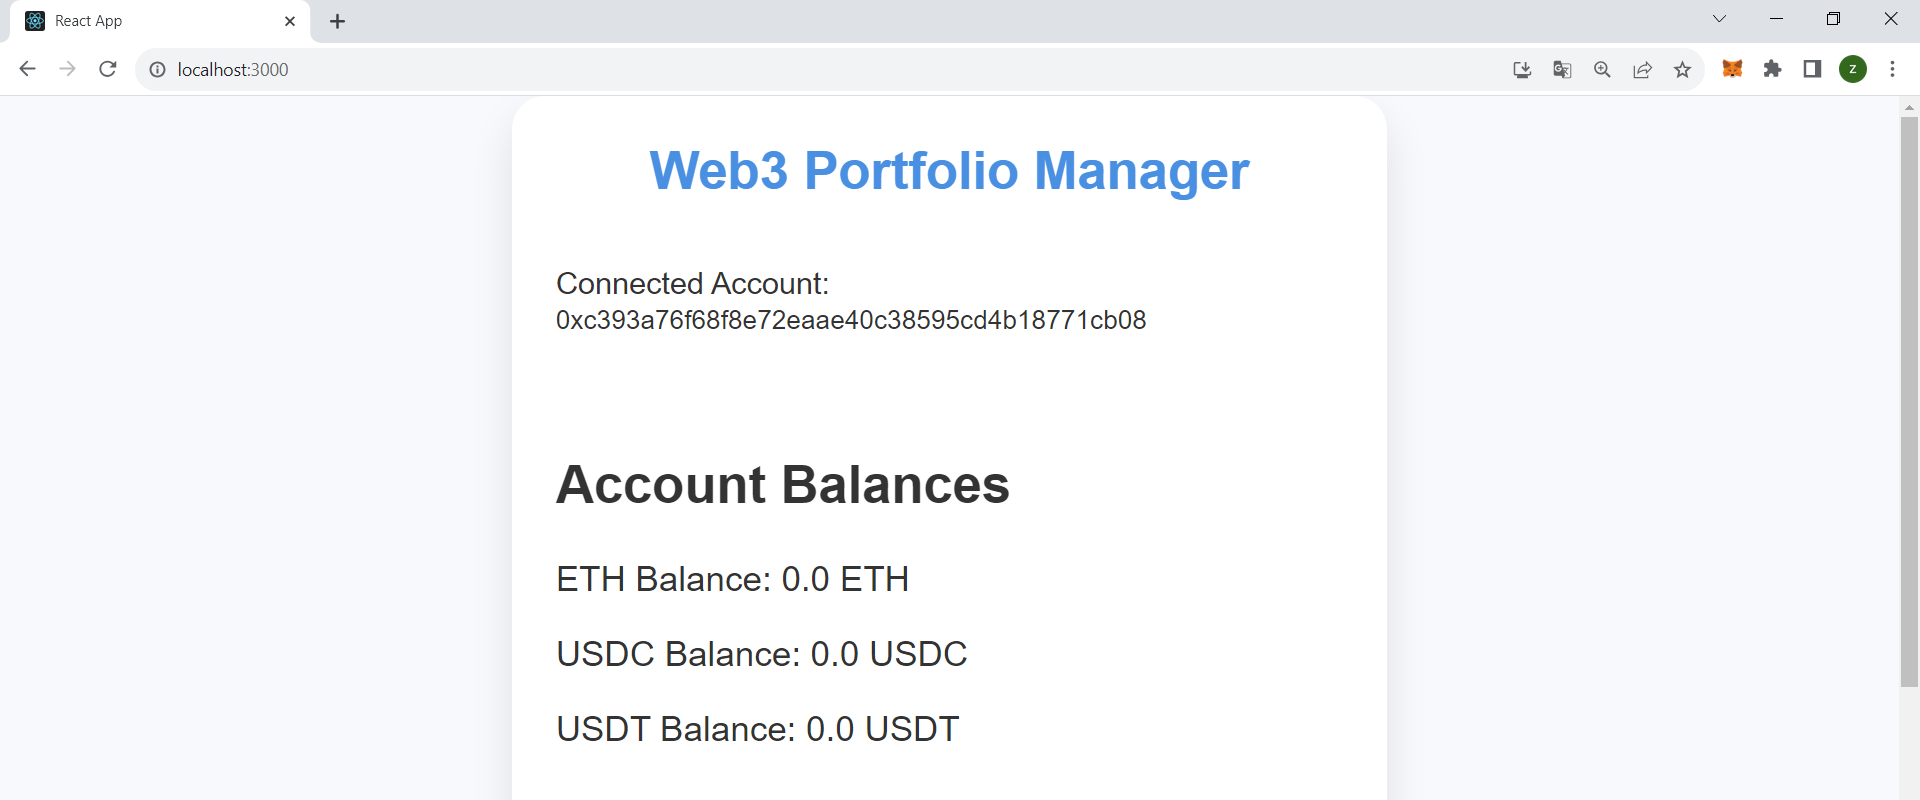 React App
localhost:3000
z
Web3 Portfolio Manager
Connected Account:
0xc393a76f68f8e72eaae40c38595cd4b18771cb08
Account Balances
ETH Balance: 0.0 ETH
USDC Balance: 0.0 USDC
USDT Balance: 0.0 USDT